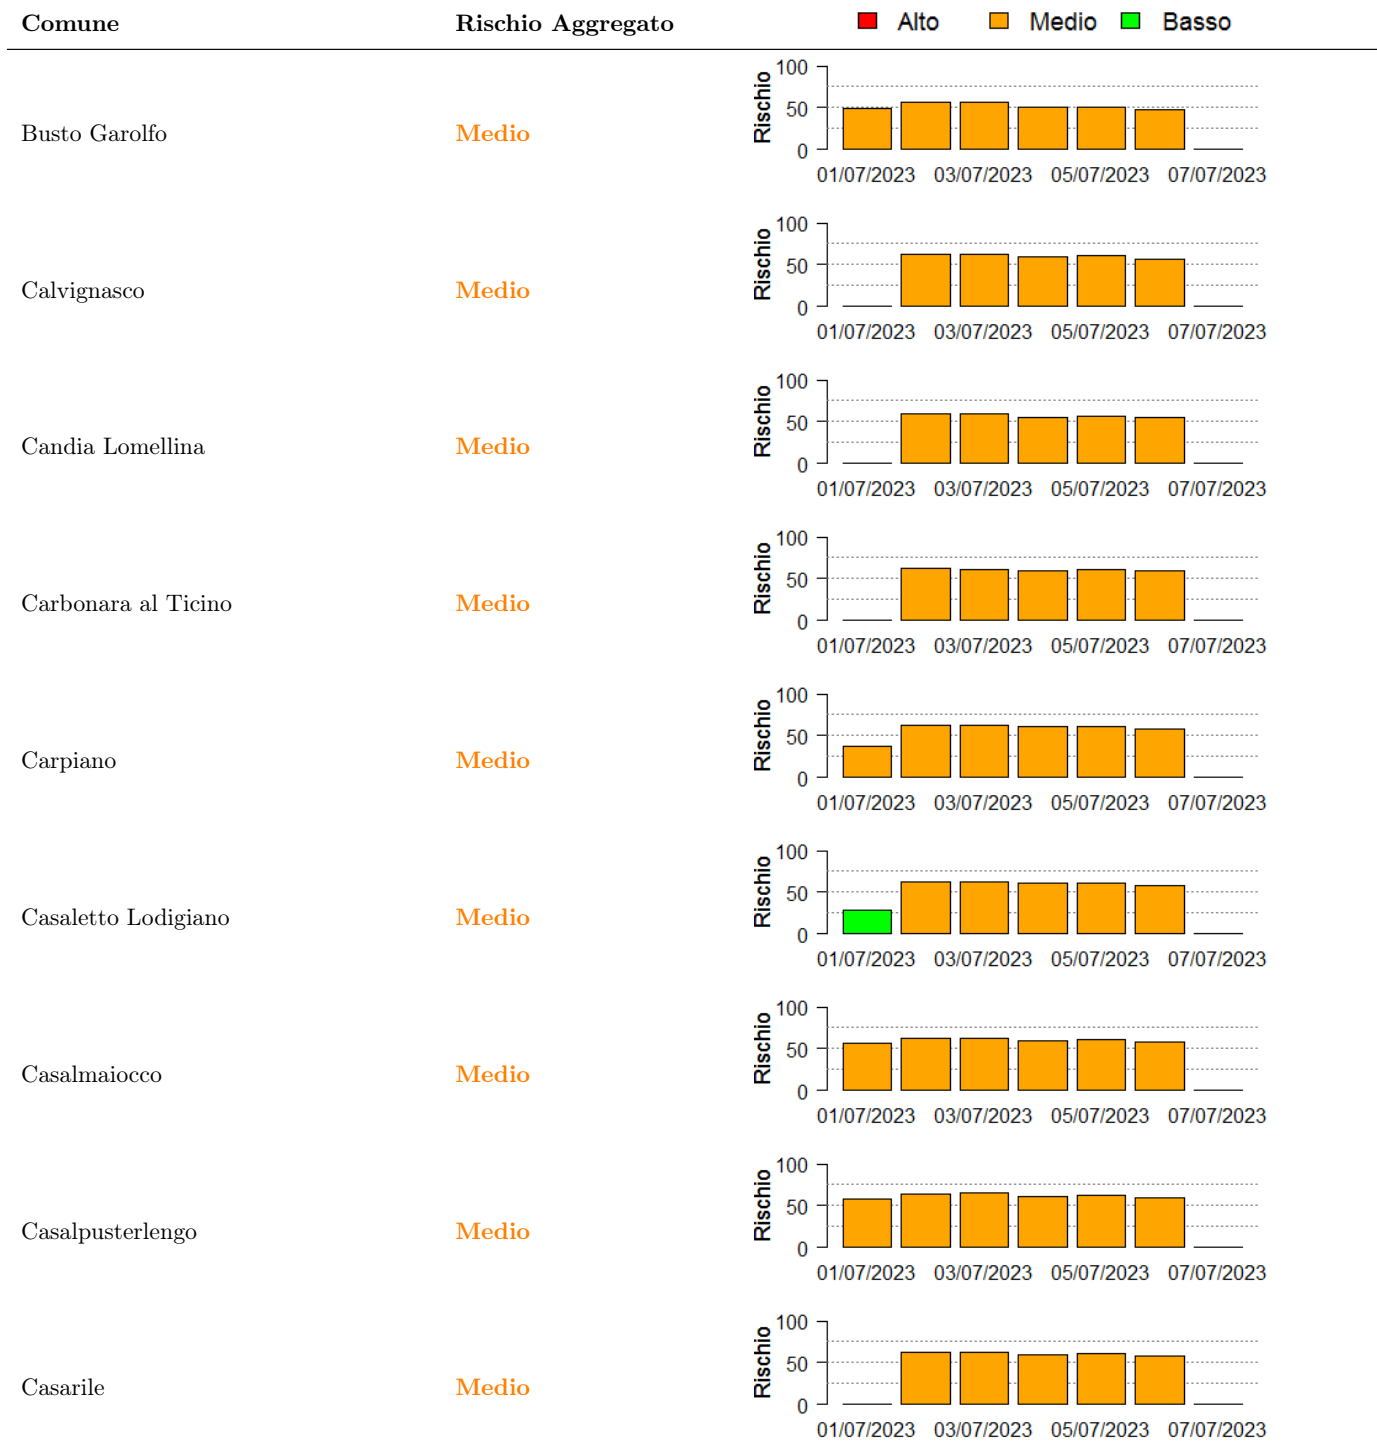 Comune Rischio Aggregato Alto Medio Basso
100
50
0
Rischio
Busto Garolfo Medio
01/07/2023 03/07/2023 05/07/2023 07/07/2023
100
50
0
Rischio
Calvignasco Medio
01/07/2023 03/07/2023 05/07/2023 07/07/2023
100
50
0
Rischio
Candia Lomellina Medio
01/07/2023 03/07/2023 05/07/2023 07/07/2023
100
50
0
Rischio
Carbonara al Ticino Medio
01/07/2023 03/07/2023 05/07/2023 07/07/2023
100
50
0
Rischio
Carpiano Medio
01/07/2023 03/07/2023 05/07/2023 07/07/2023
100
50
0
Rischio
Casaletto Lodigiano Medio
01/07/2023 03/07/2023 05/07/2023 07/07/2023
100
50
0
Rischio
Casalmaiocco Medio
01/07/2023 03/07/2023 05/07/2023 07/07/2023
100
50
0
Rischio
Casalpusterlengo Medio
01/07/2023 03/07/2023 05/07/2023 07/07/2023
100
50
0
Rischio
Casarile Medio
01/07/2023 03/07/2023 05/07/2023 07/07/2023